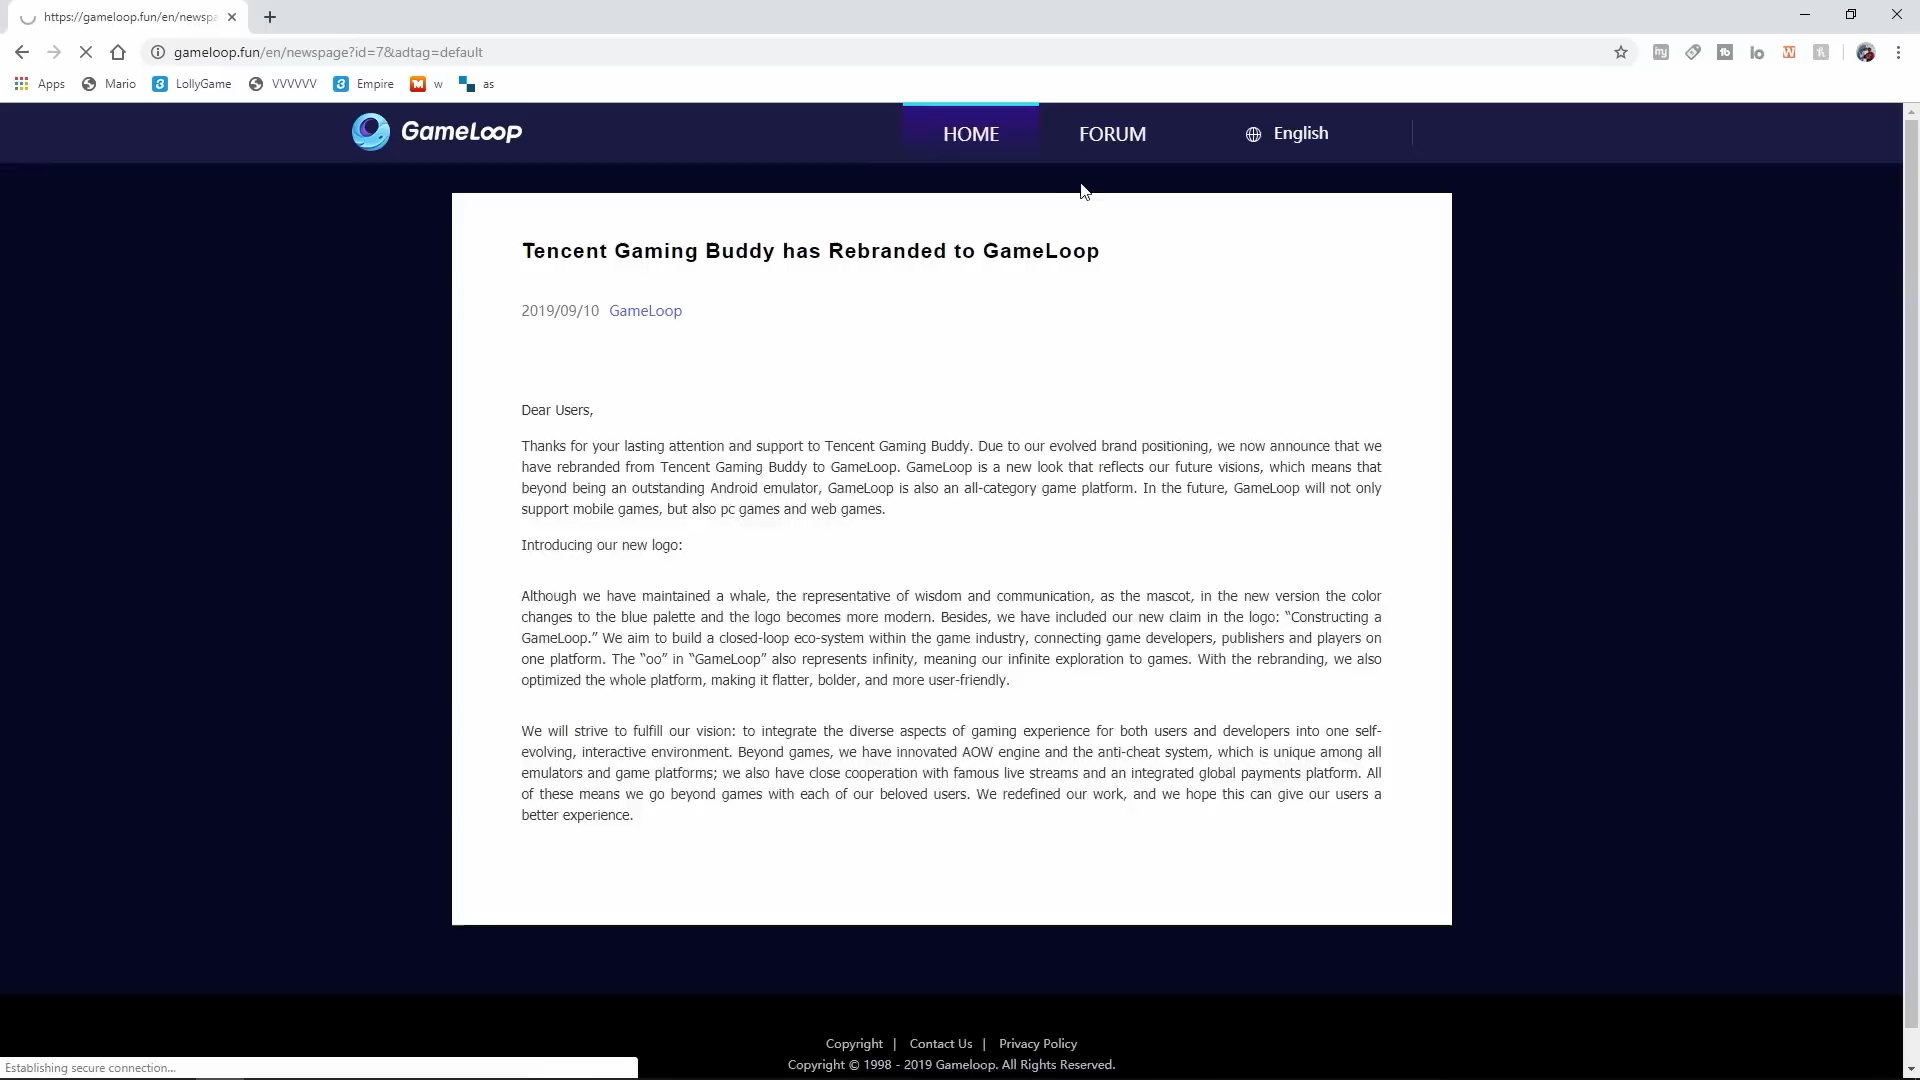 https://gameloop.fun/en/newspa
gameloop.fun/en/newspage?id=7&adtag=default
Apps Mario LollyGame VVVVVV Empire w as
GameLoop HOME FORUM English
Tencent Gaming Buddy has Rebranded to GameLoop
2019/09/10 GameLoop
Dear Users,
Thanks for your lasting attention and support to Tencent Gaming Buddy. Due to our evolved brand positioning, we now announce that we
have rebranded from Tencent Gaming Buddy to GameLoop. GameLoop is a new look that reflects our future visions, which means that
beyond being an outstanding Android emulator, GameLoop is also an all-category game platform. In the future, GameLoop will not only
support mobile games, but also pc games and web games.
Introducing our new logo:
Although we have maintained a whale, the representative of wisdom and communication, as the mascot, in the new version the color
changes to the blue palette and the logo becomes more modern. Besides, we have included our new claim in the logo: “Constructing a
GameLoop.” We aim to build a closed-loop eco-system within the game industry, connecting game developers, publishers and players on
one platform. The “oo” in “GameLoop” also represents infinity, meaning our infinite exploration to games. With the rebranding, we also
optimized the whole platform, making it flatter, bolder, and more user-friendly.
We will strive to fulfill our vision: to integrate the diverse aspects of gaming experience for both users and developers into one self-
evolving, interactive environment. Beyond games, we have innovated AOW engine and the anti-cheat system, which is unique among all
emulators and game platforms; we also have close cooperation with famous live streams and an integrated global payments platform. All
of these means we go beyond games with each of our beloved users. We redefined our work, and we hope this can give our users a
better experience.
Copyright | Contact Us | Privacy Policy
Copyright © 1998 - 2019 Gameloop. All Rights Reserved.
Establishing secure connection...